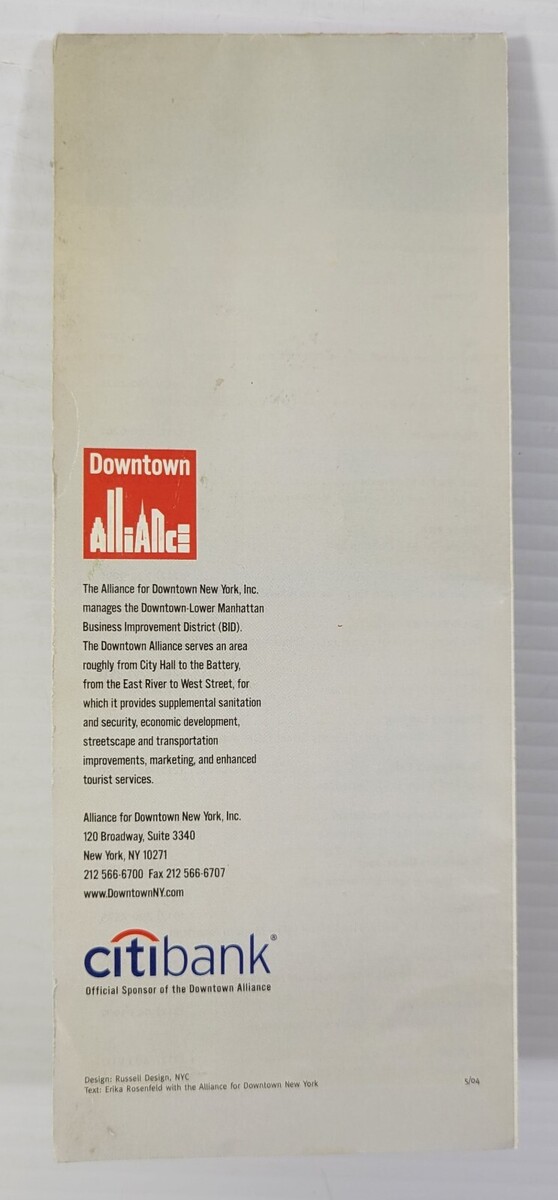 Downtown
AlliANcE
The Alliance for Downtown New York, Inc.
manages the Downtown-Lower Manhattan
Business Improvement District (BID).
The Downtown Alliance serves an area
roughly from City Hall to the Battery,
from the East River to West Street, for
which it provides supplemental sanitation
and security, economic development,
streetscape and transportation
improvements, marketing, and enhanced
tourist services.
Alliance for Downtown New York, Inc.
120 Broadway, Suite 3340
New York, NY 10271
212 566-6700 Fax 212 566-6707
www.DowntownNY.com
citibank®
Official Sponsor of the Downtown Alliance
Design: Russell Design, NYC
Text: Erika Rosenfeld with the Alliance for Downtown New York
5/04